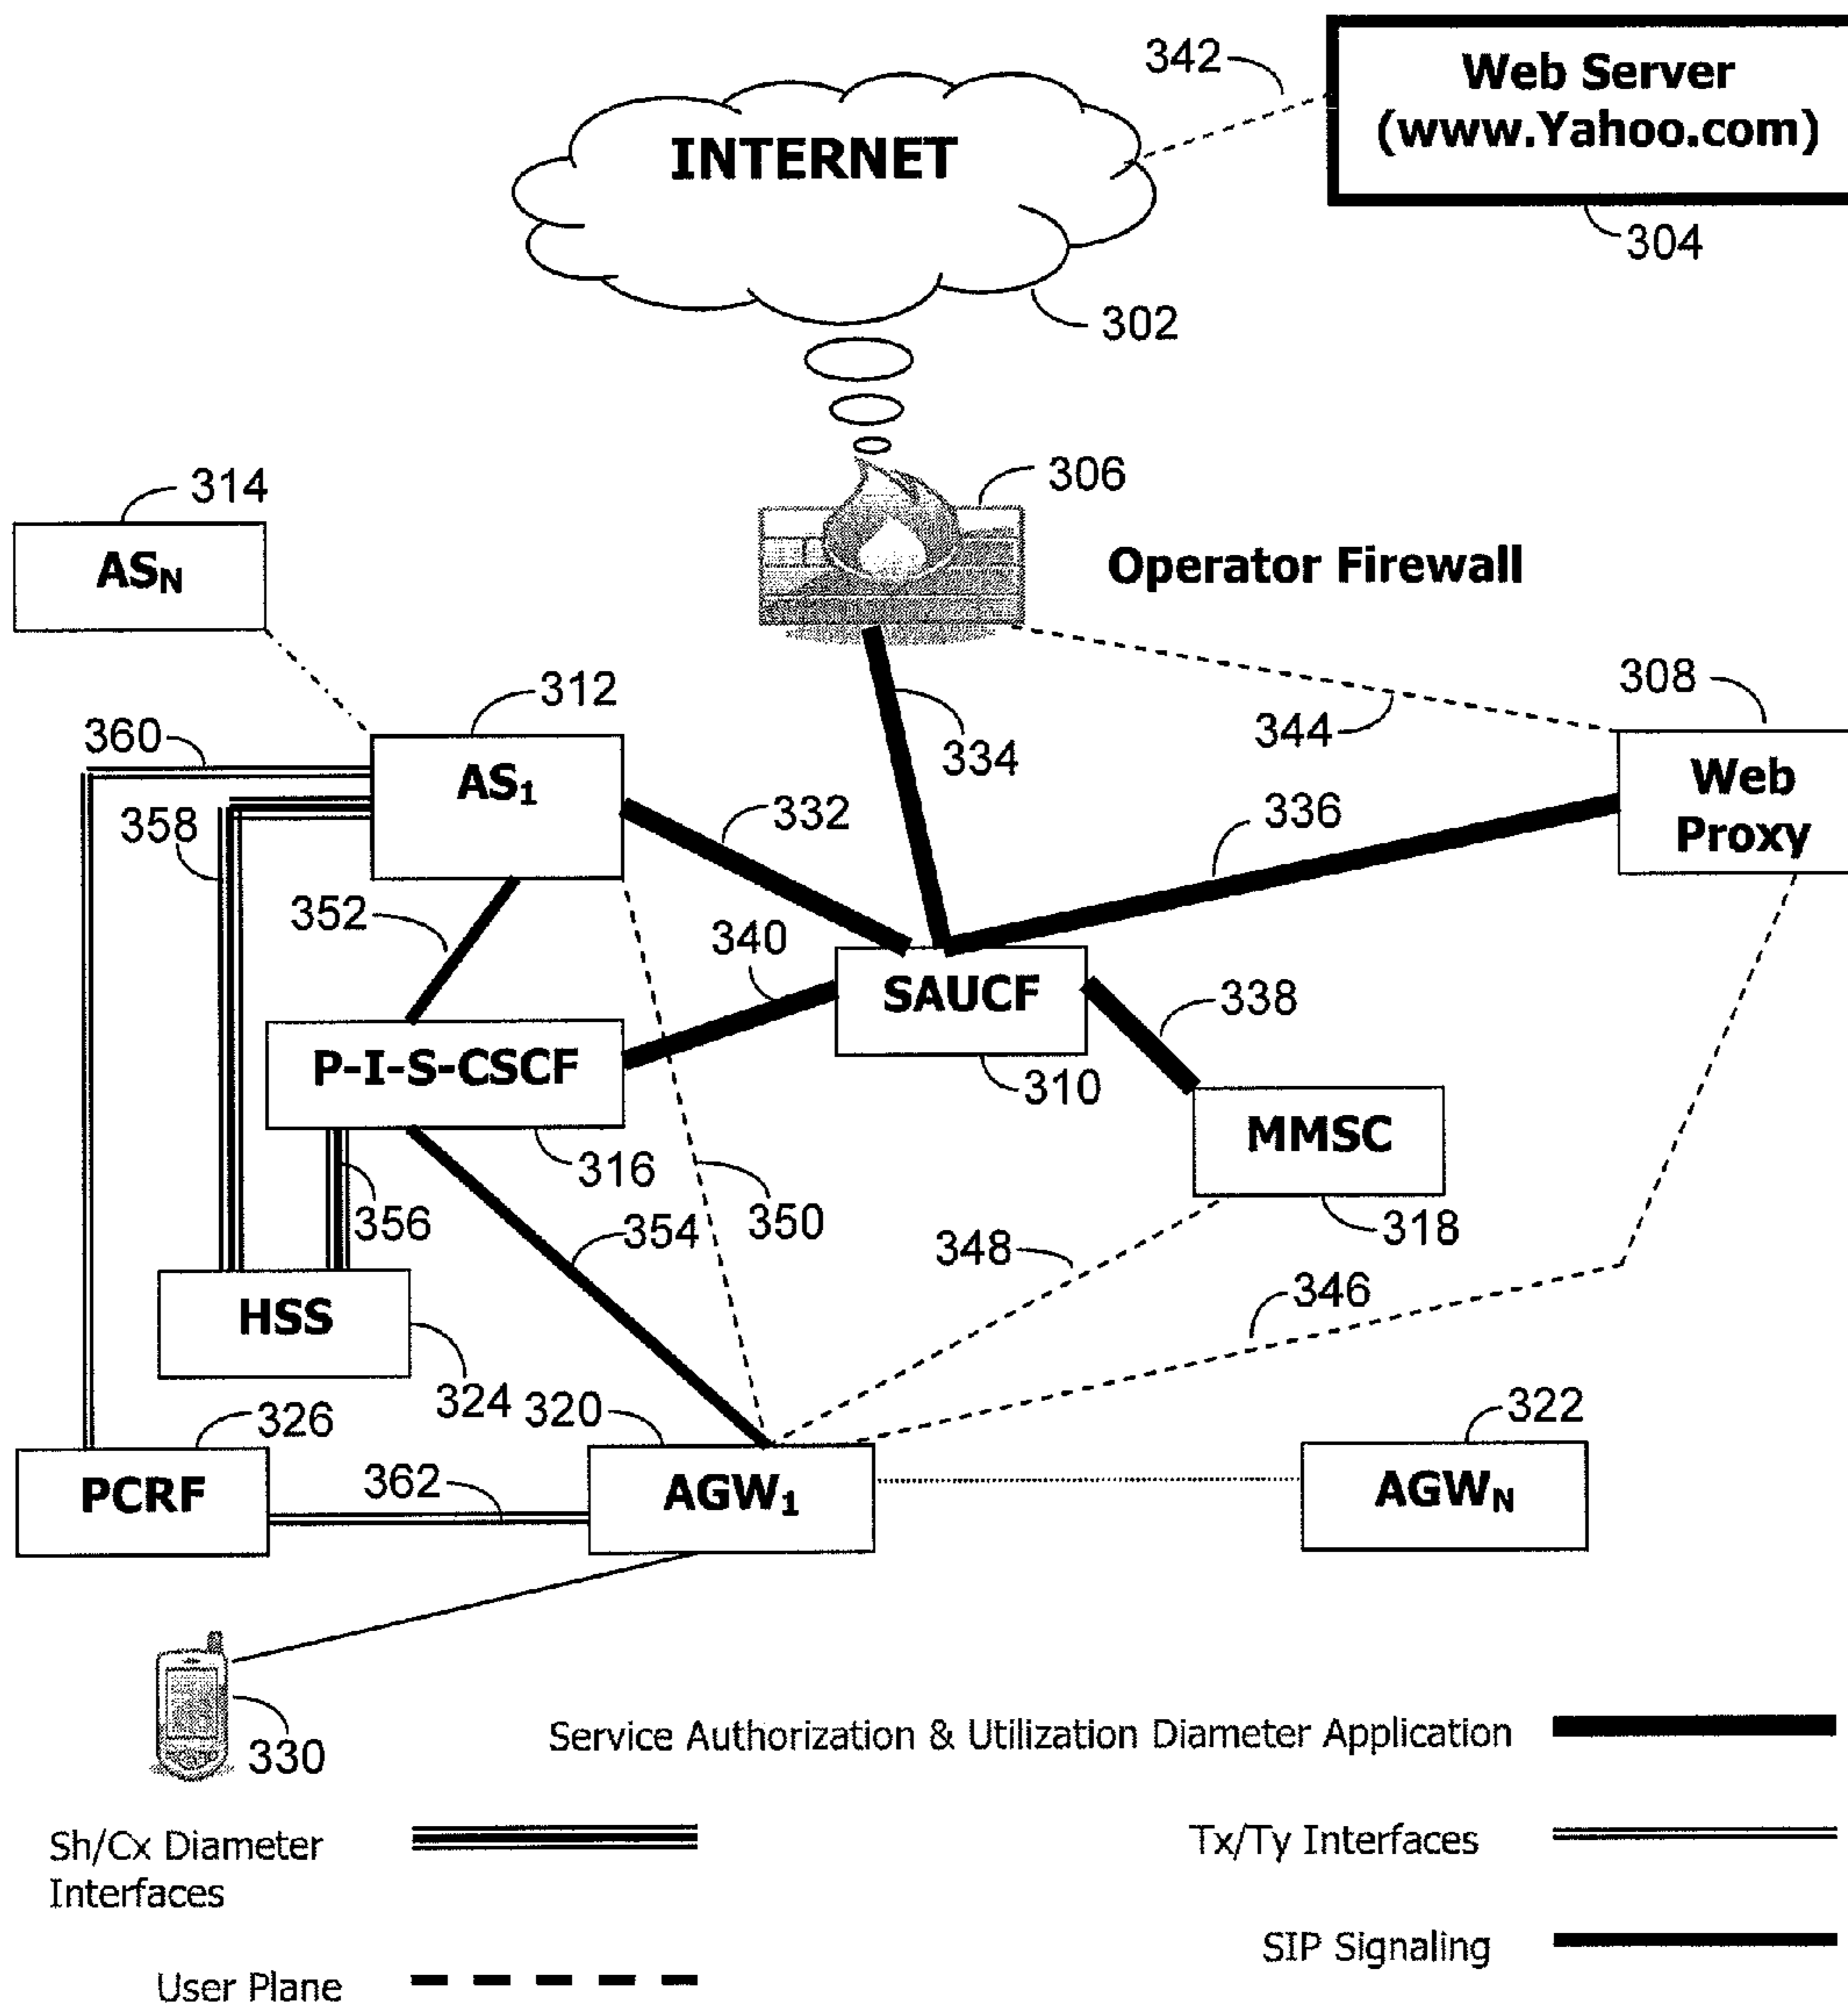 342
Web Server
(www.Yahoo.com)
304
INTERNET
302
306
Operator Firewall
314
ASN
312
308
360
334
344
AS1
Web
Proxy
358
332
336
352
340
SAUCF
338
P-I-S-CSCF
310
MMSC
316
356
350
318
354
348
346
HSS
324
320
322
326
PCRF
362
AGW1
AGWN
330
Service Authorization & Utilization Diameter Application
Sh/Cx Diameter
Interfaces
Tx/Ty Interfaces
SIP Signaling
User Plane